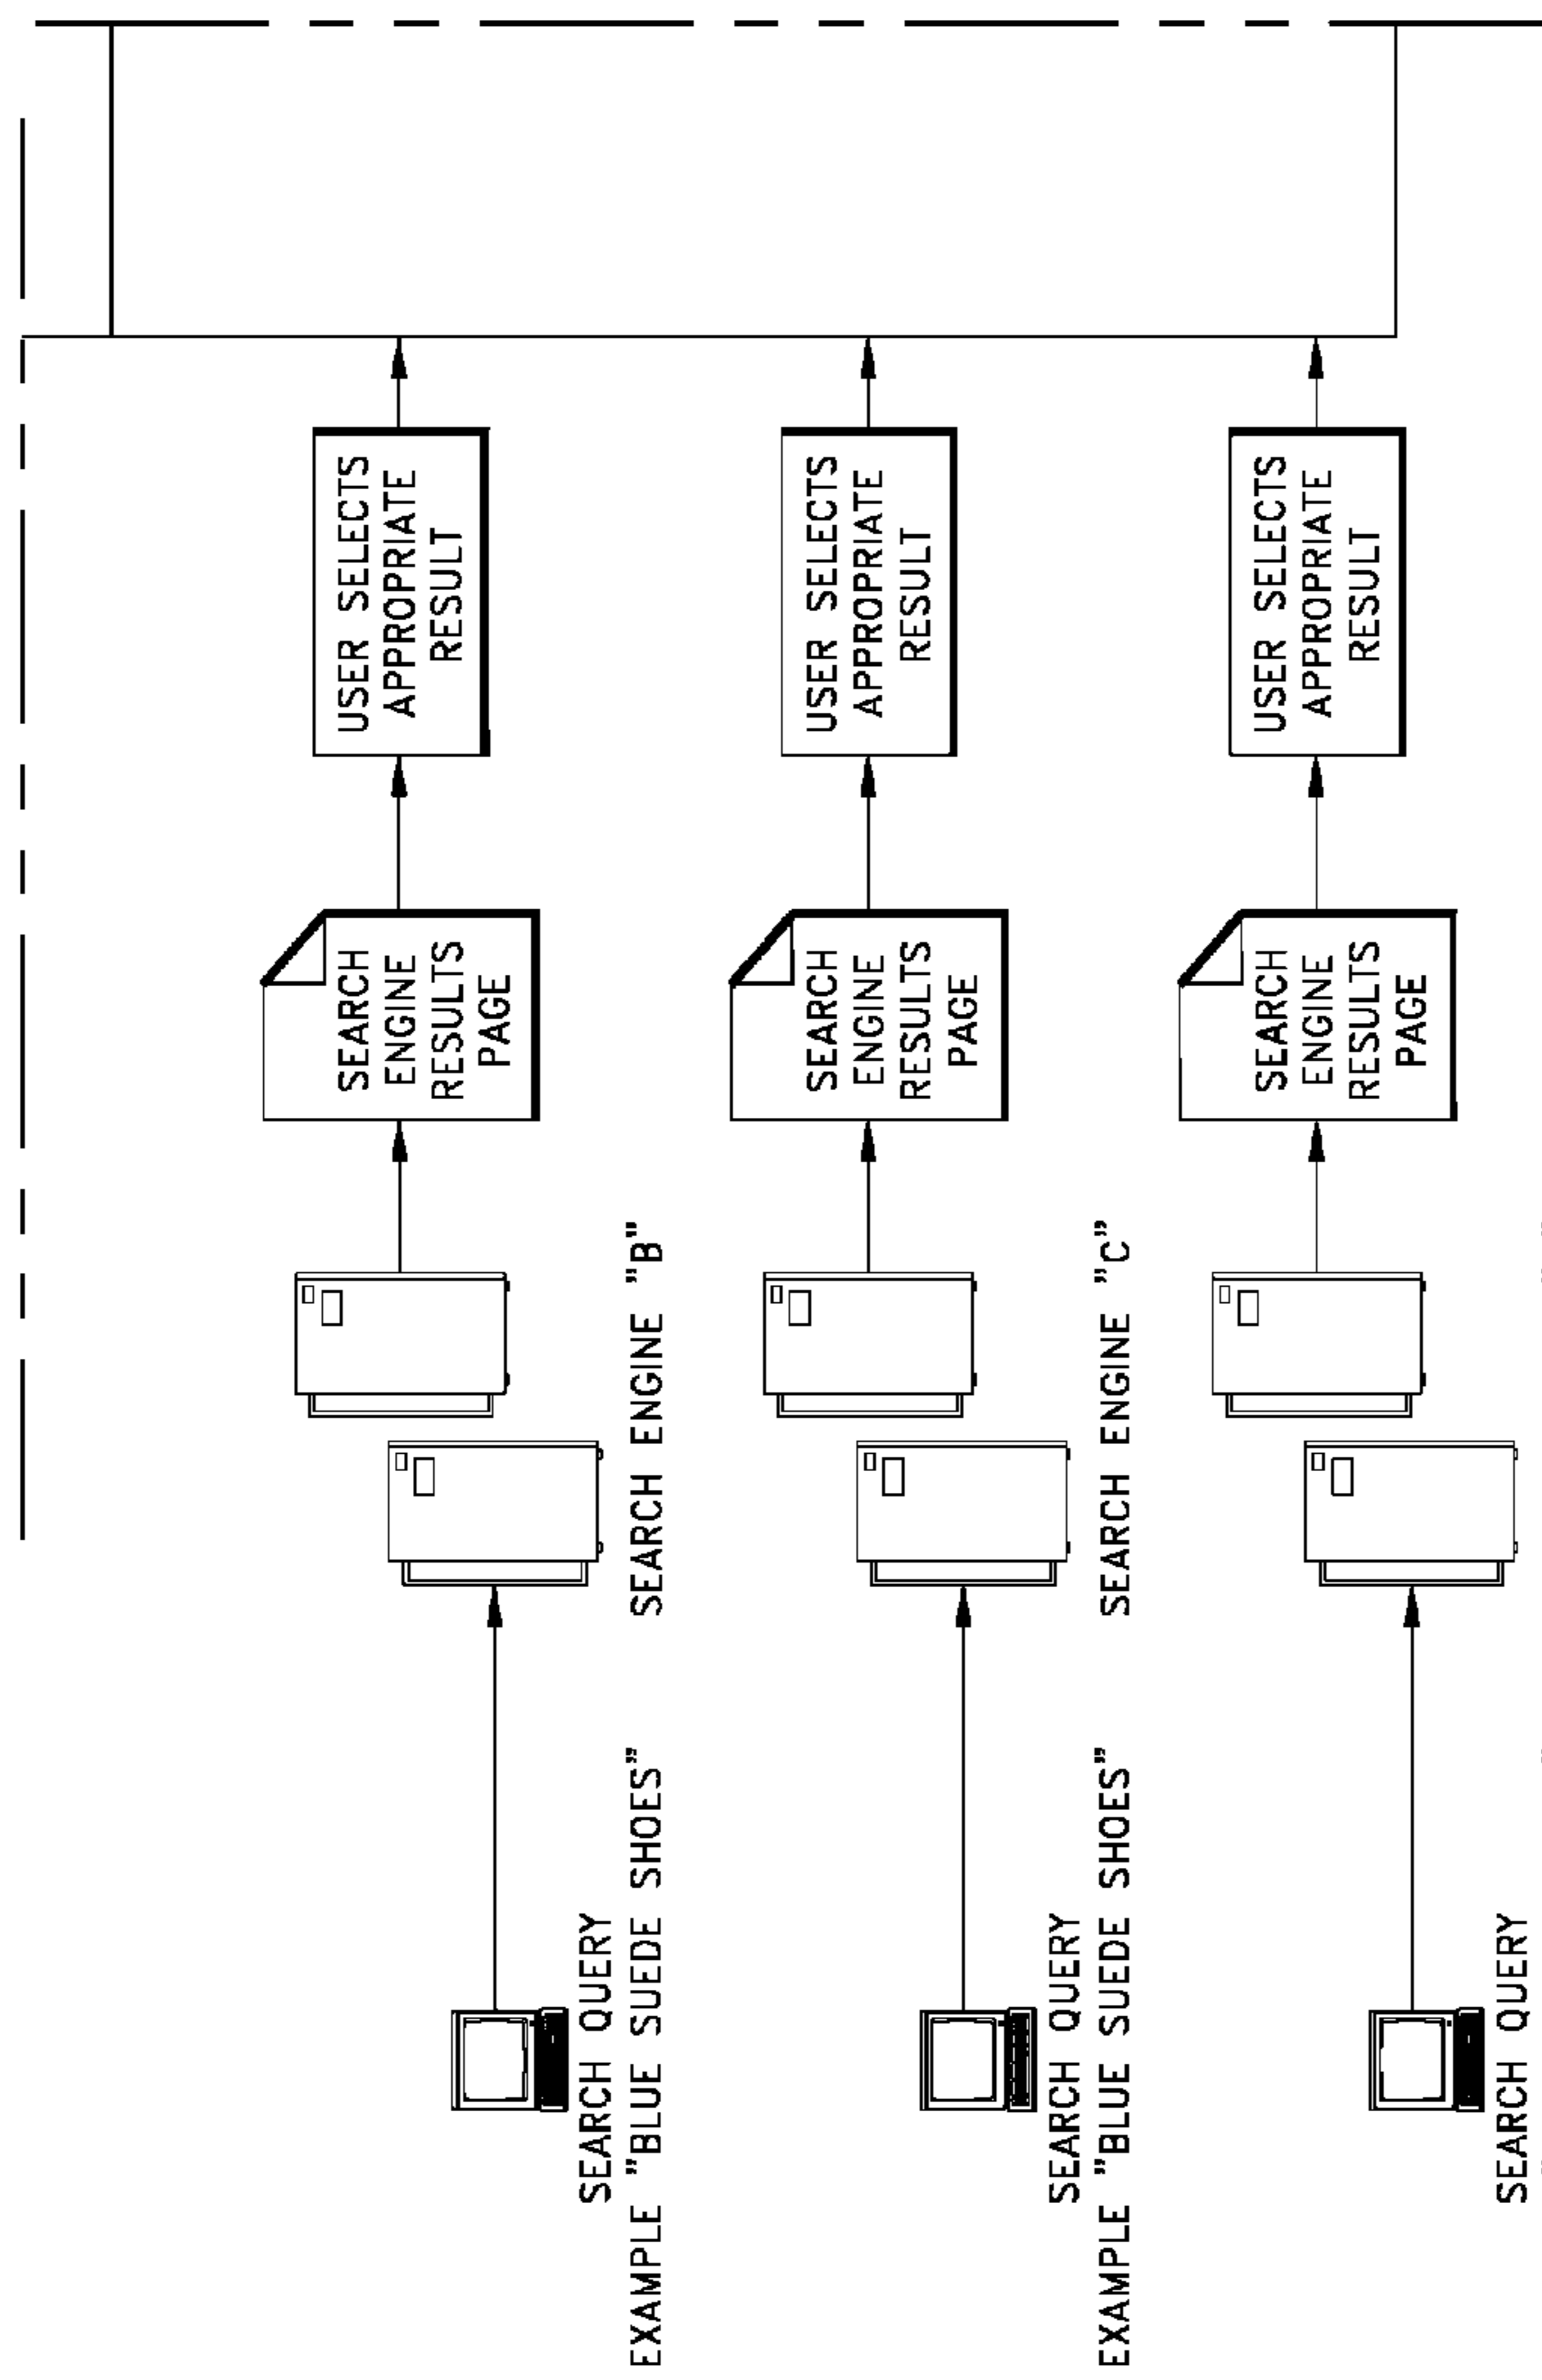 SEARCH QUERY
EXAMPLE "BLUE SUEDE SHOES"
SEARCH ENGINE "B"
SEARCH
ENGINE
RESULTS
PAGE
USER SELECTS
APPROPRIATE
RESULT
SEARCH QUERY
EXAMPLE "BLUE SUEDE SHOES"
SEARCH ENGINE "C"
SEARCH
ENGINE
RESULTS
PAGE
USER SELECTS
APPROPRIATE
RESULT
SEARCH QUERY
SEARCH
ENGINE
RESULTS
PAGE
USER SELECTS
APPROPRIATE
RESULT